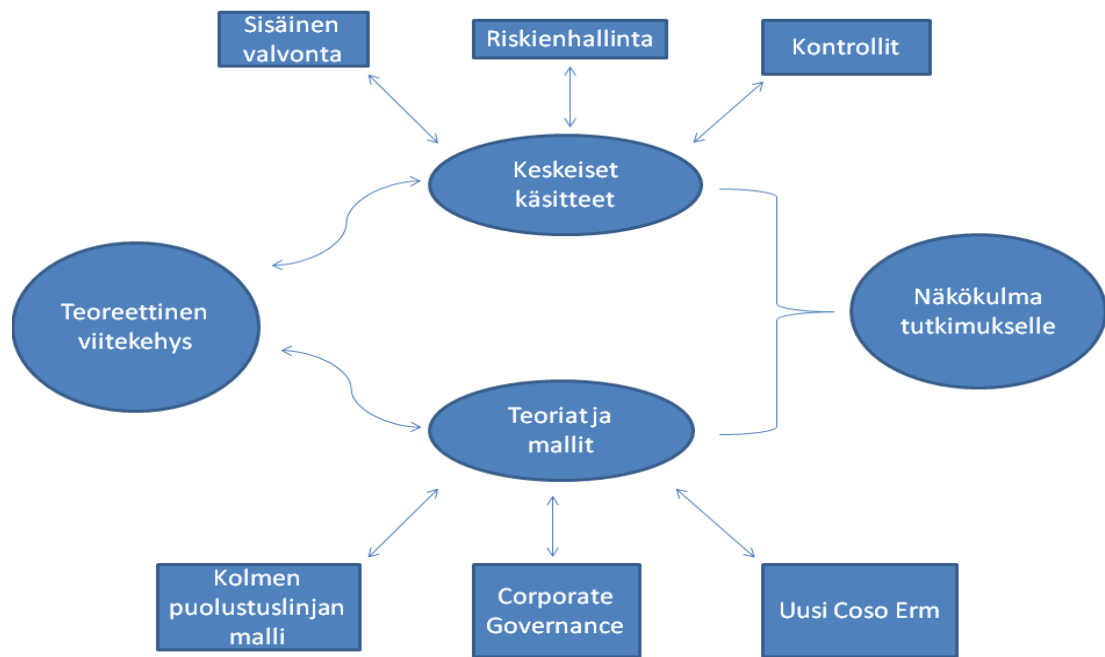 Sisäinen
valvonta
Riskienhallinta
Kontrollit
Keskeiset
käsitteet
Teoreettinen
viitekehys
Näkökulma
tutkimukselle
Teoriat ja
mallit
Kolmen
puolustuslinjan
malli
Corporate
Governance
Uusi Coso Erm